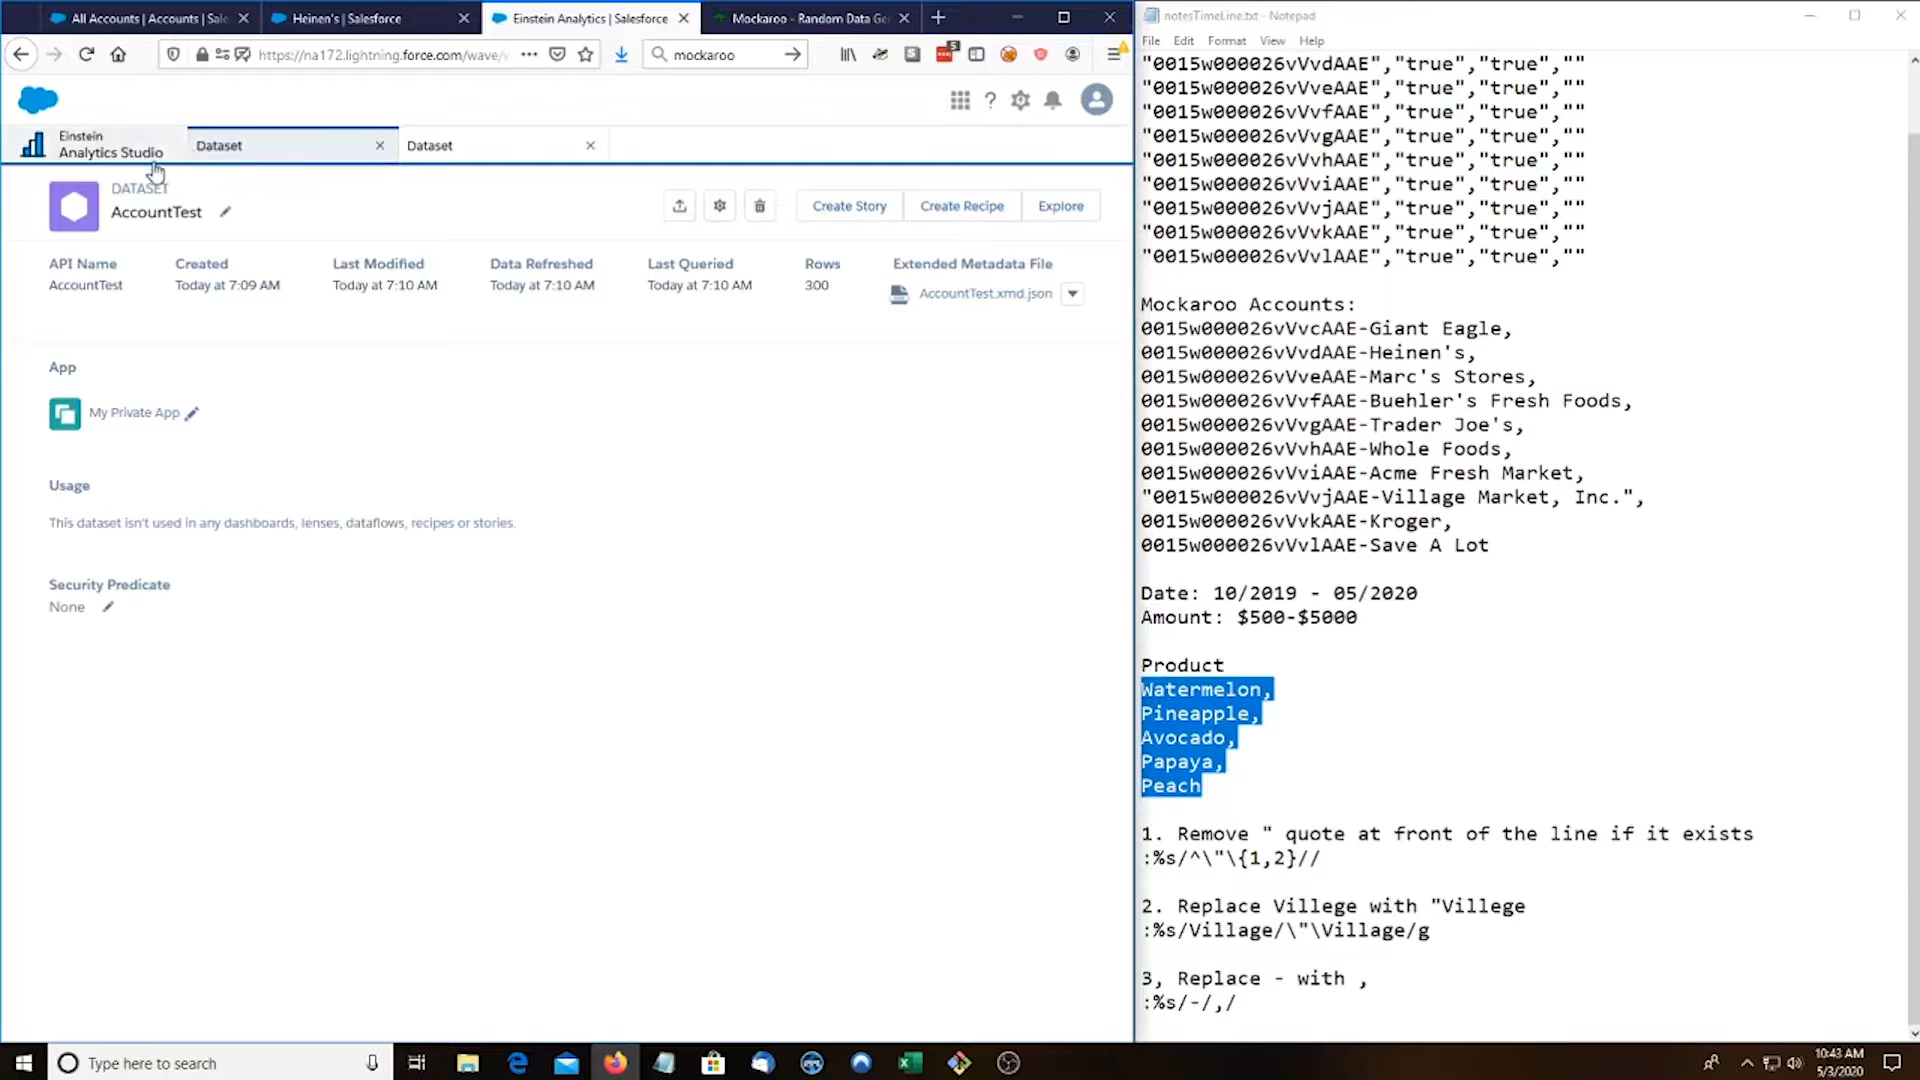 All Accounts | Accounts | Sale
Heinen's | Salesforce
Einstein Analytics | Salesforce
Mockaroo - Random Data Ge
https://na172.lightning.force.com/wave/
mockaroo
5
Einstein
Analytics Studio
Dataset
Dataset
DATASET
AccountTest
Create Story
Create Recipe
Explore
API Name
Created
Last Modified
Data Refreshed
Last Queried
Rows
Extended Metadata File
AccountTest
Today at 7:09 AM
Today at 7:10 AM
Today at 7:10 AM
Today at 7:10 AM
300
AccountTest.xmd.json
App
My Private App
Usage
This dataset isn't used in any dashboards, lenses, dataflows, recipes or stories.
Security Predicate
None
notesTimeLine.txt - Notepad
File Edit Format View Help
"0015w000026vVvdAAE","true","true",""
"0015w000026vVveAAE","true","true",""
"0015w000026vVvfAAE","true","true",""
"0015w000026vVvgAAE","true","true",""
"0015w000026vVvhAAE","true","true",""
"0015w000026vVviAAE","true","true",""
"0015w000026vVvjAAE","true","true",""
"0015w000026vVvkAAE","true","true",""
"0015w000026vVvlAAE","true","true",""
Mockaroo Accounts:
0015w000026vVvcAAE-Giant Eagle,
0015w000026vVvdAAE-Heinen's,
0015w000026vVveAAE-Marc's Stores,
0015w000026vVvfAAE-Buehler's Fresh Foods,
0015w000026vVvgAAE-Trader Joe's,
0015w000026vVvhAAE-Whole Foods,
0015w000026vVviAAE-Acme Fresh Market,
"0015w000026vVvjAAE-Village Market, Inc.",
0015w000026vVvkAAE-Kroger,
0015w000026vVvlAAE-Save A Lot
Date: 10/2019 - 05/2020
Amount: $500-$5000
Product
Watermelon,
Pineapple,
Avocado,
Papaya,
Peach
1. Remove " quote at front of the line if it exists
:%s/^\"\{1,2}//
2. Replace Villege with "Villege
:%s/Village/\"\Village/g
3, Replace - with ,
:%s/-/,/
Type here to search
10:43 AM
5/3/2020